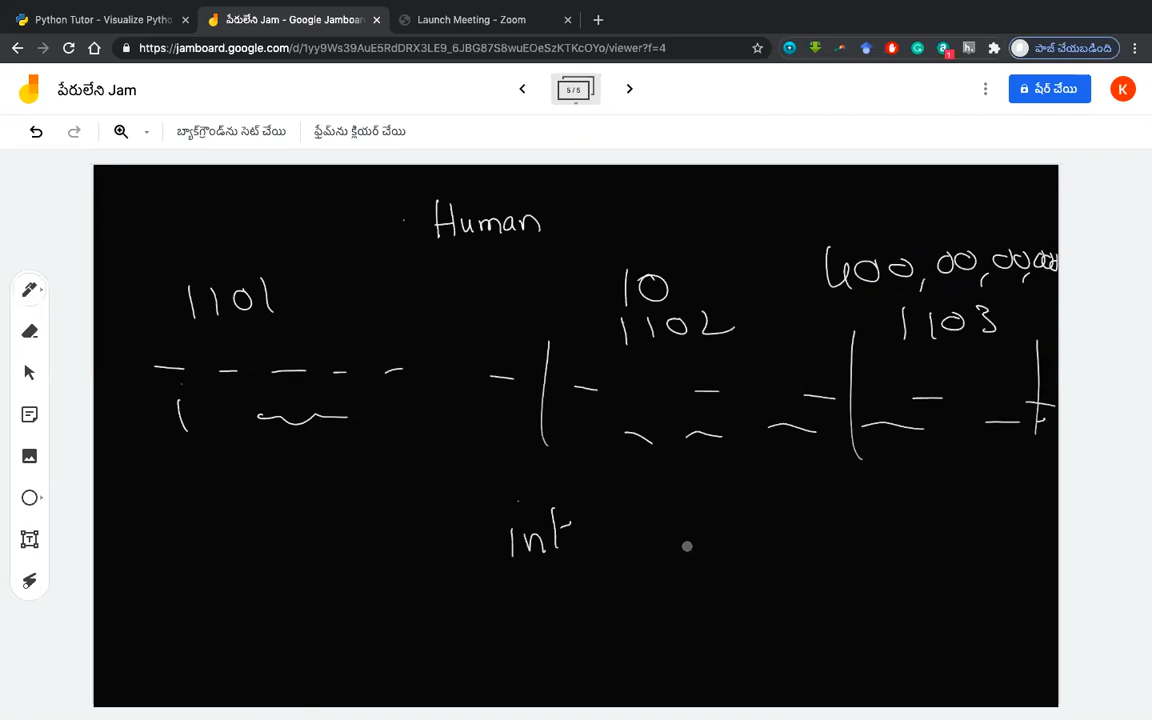 Python Tutor - Visualize Pytho
పేరులేని Jam - Google Jamboar
Launch Meeting - Zoom
https://jamboard.google.com/d/1yy9Ws39AuE5RdDRX3LE9_6JBG87S8wuEOeSzKTKcOYo/viewer?f=4
పాజ్ చేయబడింది
పేరులేని Jam
5/5
షేర్ చేయి
K
బ్యాక్‌గ్రౌండ్‌ను సెట్ చేయి
ఫ్రేమ్‌ను క్లియర్ చేయి
Human
1101
10
1102
1103
int